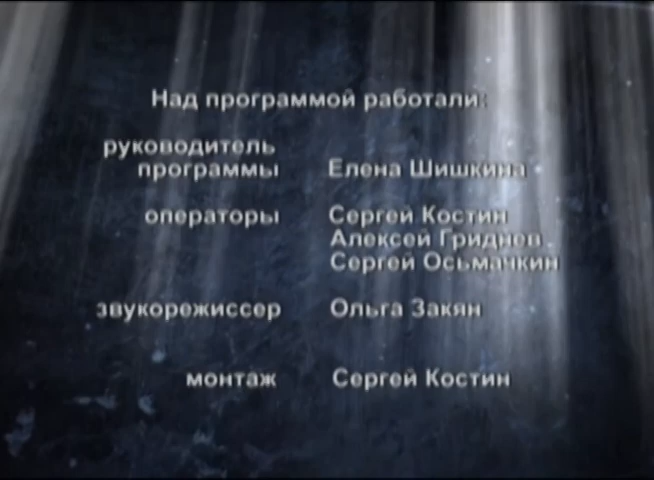 Над программой работали:
руководитель
программы Елена Шишкина
операторы Сергей Костин
Алексей Гриднев
Сергей Осьмачкин
звукорежиссер Ольга Закян
монтаж Сергей Костин